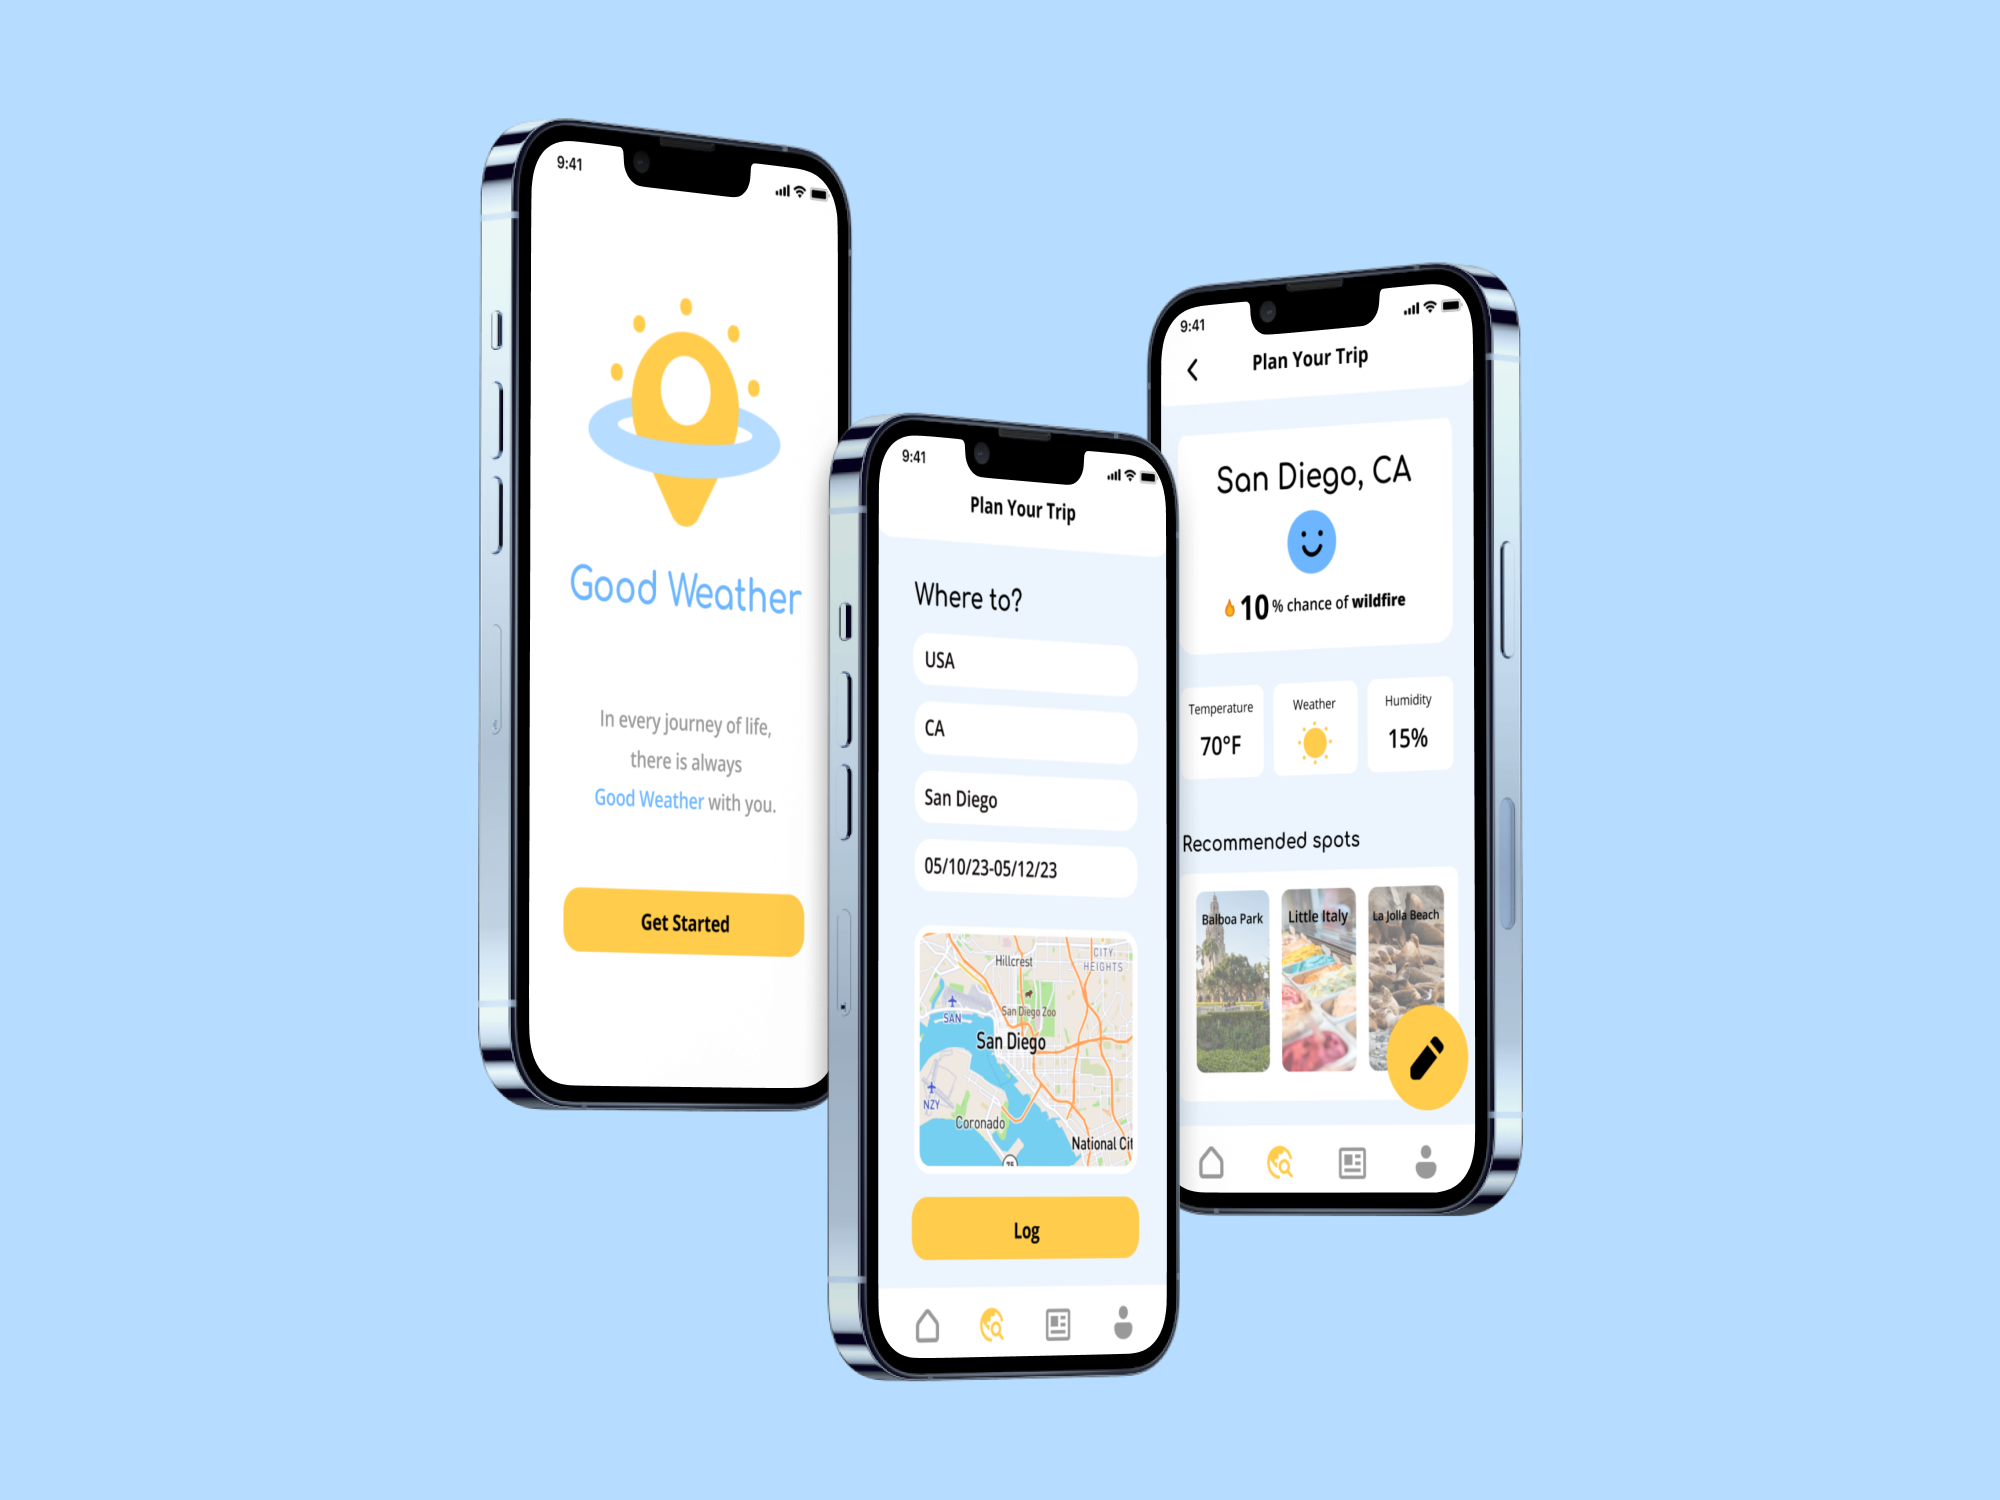 9:41
Good Weather
In every journey of life,
there is always
Good Weather with you.
Get Started
9:41
Plan Your Trip
Where to?
USA
CA
San Diego
05/10/23-05/12/23
Hillcrest
CITY
HEIGHTS
San Diego Zoo
SAN
San Diego
NZY
Coronado
National Cit
75
Log
9:41
Plan Your Trip
San Diego, CA
10 % chance of wildfire
Temperature
70°F
Weather
Humidity
15%
Recommended spots
Balboa Park
Little Italy
La Jolla Beach